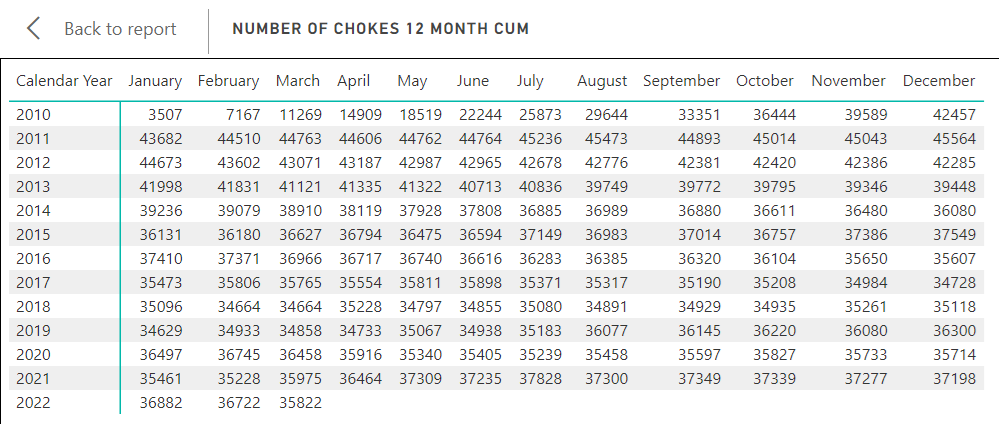 Back to report NUMBER OF CHOKES 12 MONTH CUM
Calendar Year January February March April May June July August September October November December
2010 3507 7167 11269 14909 18519 22244 25873 29644 33351 36444 39589 42457
2011 43682 44510 44763 44606 44762 44764 45236 45473 44893 45014 45043 45564
2012 44673 43602 43071 43187 42987 42965 42678 42776 42381 42420 42386 42285
2013 41998 41831 41121 41335 41322 40713 40836 39749 39772 39795 39346 39448
2014 39236 39079 38910 38119 37928 37808 36885 36989 36880 36611 36480 36080
2015 36131 36180 36627 36794 36475 36594 37149 36983 37014 36757 37386 37549
2016 37410 37371 36966 36717 36740 36616 36283 36385 36320 36104 35650 35607
2017 35473 35806 35765 35554 35811 35898 35371 35317 35190 35208 34984 34728
2018 35096 34664 34664 35228 34797 34855 35080 34891 34929 34935 35261 35118
2019 34629 34933 34858 34733 35067 34938 35183 36077 36145 36220 36080 36300
2020 36497 36745 36458 35916 35340 35405 35239 35458 35597 35827 35733 35714
2021 35461 35228 35975 36464 37309 37235 37828 37300 37349 37339 37277 37198
2022 36882 36722 35822